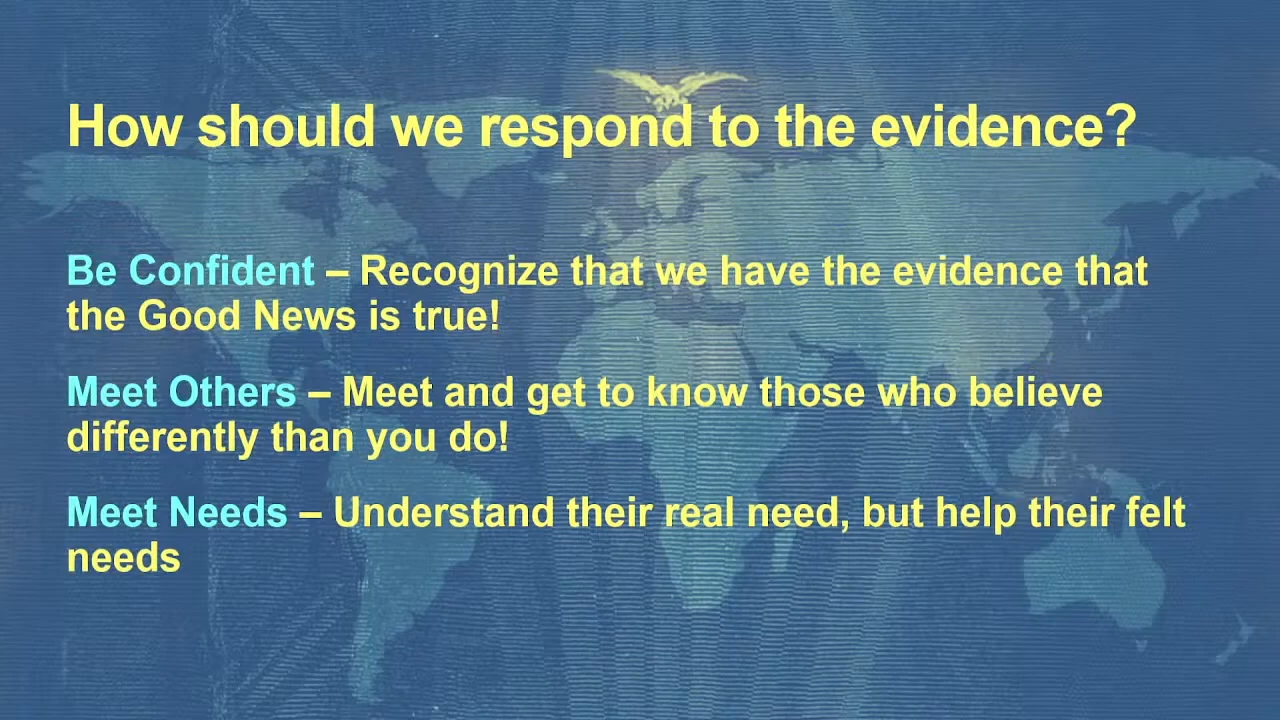 How should we respond to the evidence?
Be Confident – Recognize that we have the evidence that
the Good News is true!
Meet Others – Meet and get to know those who believe
differently than you do!
Meet Needs – Understand their real need, but help their felt
needs